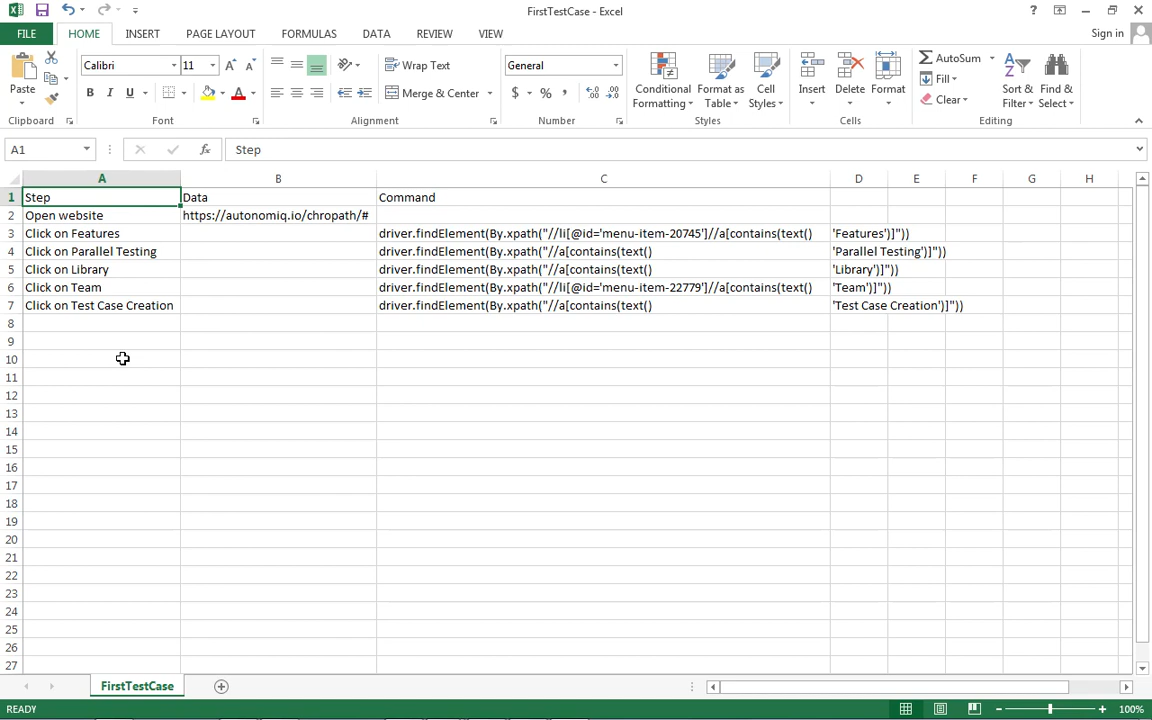 FirstTestCase - Excel
?
FILE HOME INSERT PAGE LAYOUT FORMULAS DATA REVIEW VIEW Sign in
Paste
Calibri 11
B I U A
Wrap Text
Merge & Center
General
$ % ,
Conditional Formatting
Format as Table
Cell Styles
Insert Delete Format
AutoSum
Fill
Clear
Sort & Filter
Find & Select
Clipboard Font Alignment Number Styles Cells Editing
A1 fx Step
A B C D E F G H
1 Step Data Command
2 Open website https://autonomiq.io/chropath/#
3 Click on Features driver.findElement(By.xpath("//li[@id='menu-item-20745']//a[contains(text() 'Features')]"))
4 Click on Parallel Testing driver.findElement(By.xpath("//a[contains(text() 'Parallel Testing')]"))
5 Click on Library driver.findElement(By.xpath("//a[contains(text() 'Library')]"))
6 Click on Team driver.findElement(By.xpath("//li[@id='menu-item-22779']//a[contains(text() 'Team')]"))
7 Click on Test Case Creation driver.findElement(By.xpath("//a[contains(text() 'Test Case Creation')]"))
8
9
10
11
12
13
14
15
16
17
18
19
20
21
22
23
24
25
26
27
FirstTestCase
READY 100%